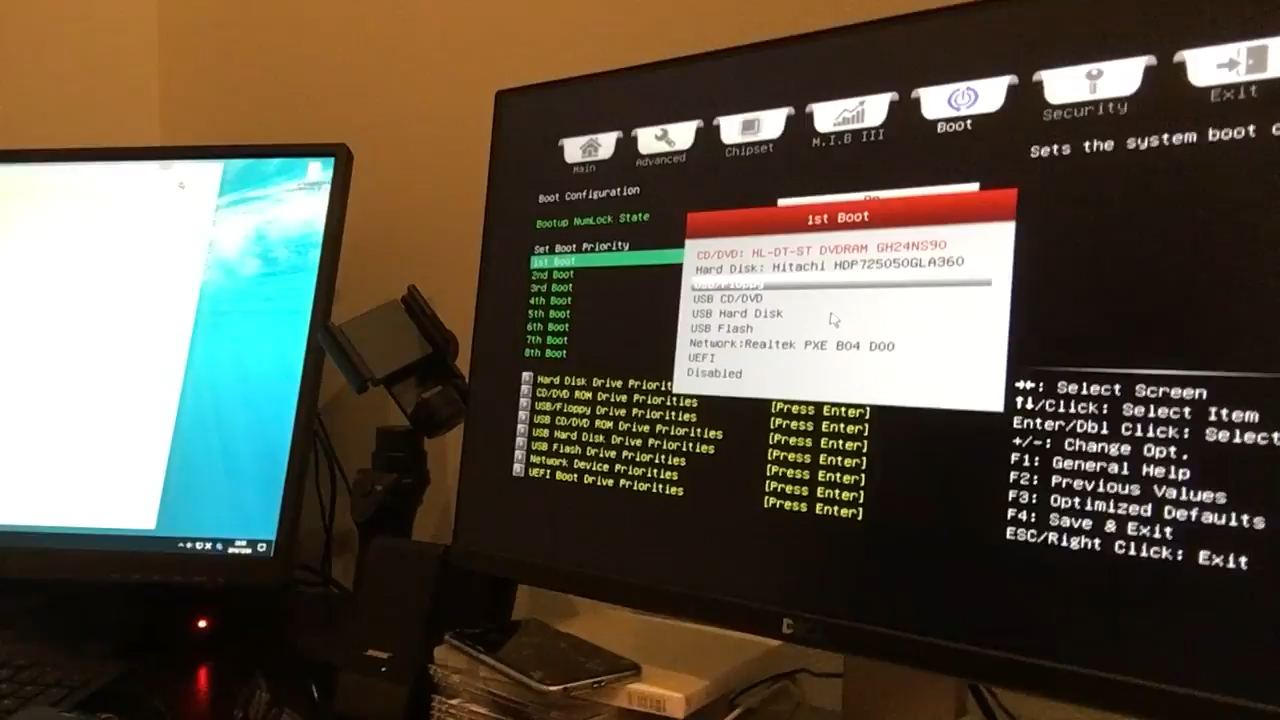 Main
Advanced
Chipset
M.I.B III
Boot
Security
Exit
Sets the system boot
Boot Configuration
Bootup NumLock State
On
Set Boot Priority
1st Boot
2nd Boot
3rd Boot
4th Boot
5th Boot
6th Boot
7th Boot
8th Boot
1st Boot
CD/DVD: HL-DT-ST DVDRAM GH24NS90
Hard Disk: Hitachi HDP725050GLA360
USB/Floppy
USB CD/DVD
USB Hard Disk
USB Flash
Network:Realtek PXE B04 D00
UEFI
Disabled
Hard Disk Drive Priorit
CD/DVD ROM Drive Priorities [Press Enter]
USB/Floppy Drive Priorities [Press Enter]
USB CD/DVD ROM Drive Priorities [Press Enter]
USB Hard Disk Drive Priorities [Press Enter]
USB Flash Drive Priorities [Press Enter]
Network Device Priorities [Press Enter]
UEFI Boot Drive Priorities [Press Enter]
→←: Select Screen
↑↓/Click: Select Item
Enter/Dbl Click: Select
+/-: Change Opt.
F1: General Help
F2: Previous Values
F3: Optimized Defaults
F4: Save & Exit
ESC/Right Click: Exit